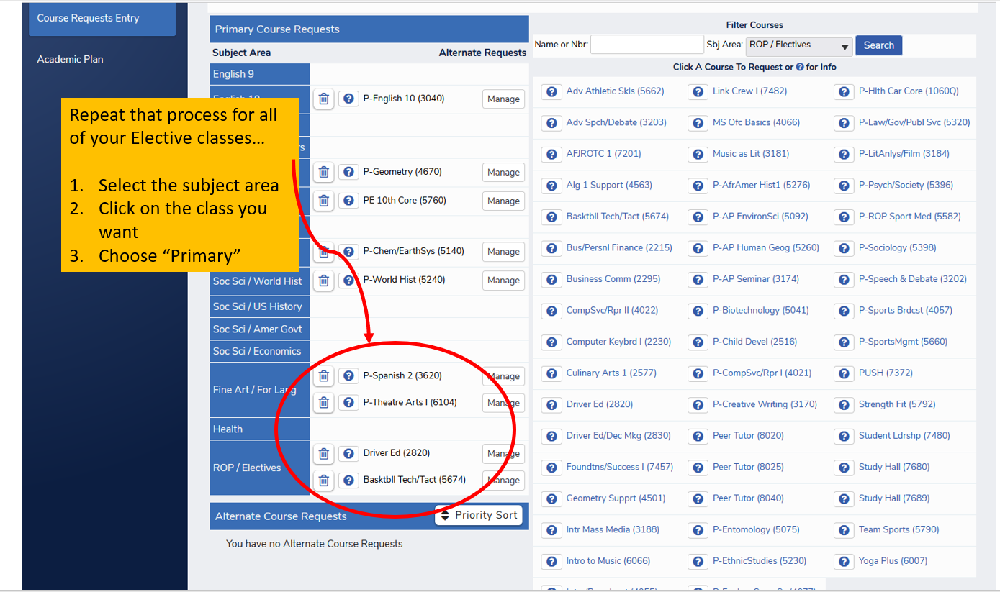 Course Requests Entry
Academic Plan
Repeat that process for all
of your Elective classes…
1. Select the subject area
2. Click on the class you
want
3. Choose “Primary”
Primary Course Requests
Subject Area Alternate Requests
English 9
P-English 10 (3040) Manage
P-Geometry (4670) Manage
PE 10th Core (5760) Manage
P-Chem/EarthSys (5140) Manage
Soc Sci / World Hist P-World Hist (5240) Manage
Soc Sci / US History
Soc Sci / Amer Govt
Soc Sci / Economics
P-Spanish 2 (3620) Manage
Fine Art / For Lang
P-Theatre Arts I (6104) Manage
Health
Driver Ed (2820) Manage
ROP / Electives
Basktbll Tech/Tact (5674) Manage
Alternate Course Requests Priority Sort
You have no Alternate Course Requests
Filter Courses
Name or Nbr: Sbj Area: ROP / Electives Search
Click A Course To Request or ? for Info
Adv Athletic Skls (5662) Link Crew I (7482) P-Hlth Car Core (1060Q)
Adv Spch/Debate (3203) MS Ofc Basics (4066) P-Law/Gov/Publ Svc (5320)
AFJROTC 1 (7201) Music as Lit (3181) P-LitAnlys/Film (3184)
Alg 1 Support (4563) P-AfrAmer Hist1 (5276) P-Psych/Society (5396)
Basktbll Tech/Tact (5674) P-AP EnvironSci (5092) P-ROP Sport Med (5582)
Bus/Persnl Finance (2215) P-AP Human Geog (5260) P-Sociology (5398)
Business Comm (2295) P-AP Seminar (3174) P-Speech & Debate (3202)
CompSvc/Rpr II (4022) P-Biotechnology (5041) P-Sports Brdcst (4057)
Computer Keybrd I (2230) P-Child Devel (2516) P-SportsMgmt (5660)
Culinary Arts 1 (2577) P-CompSvc/Rpr I (4021) PUSH (7372)
Driver Ed (2820) P-Creative Writing (3170) Strength Fit (5792)
Driver Ed/Dec Mkg (2830) Peer Tutor (8020) Student Ldrshp (7480)
Foundtns/Success I (7457) Peer Tutor (8025) Study Hall (7680)
Geometry Supprt (4501) Peer Tutor (8040) Study Hall (7689)
Intr Mass Media (3188) P-Entomology (5075) Team Sports (5790)
Intro to Music (6066) P-EthnicStudies (5230) Yoga Plus (6007)